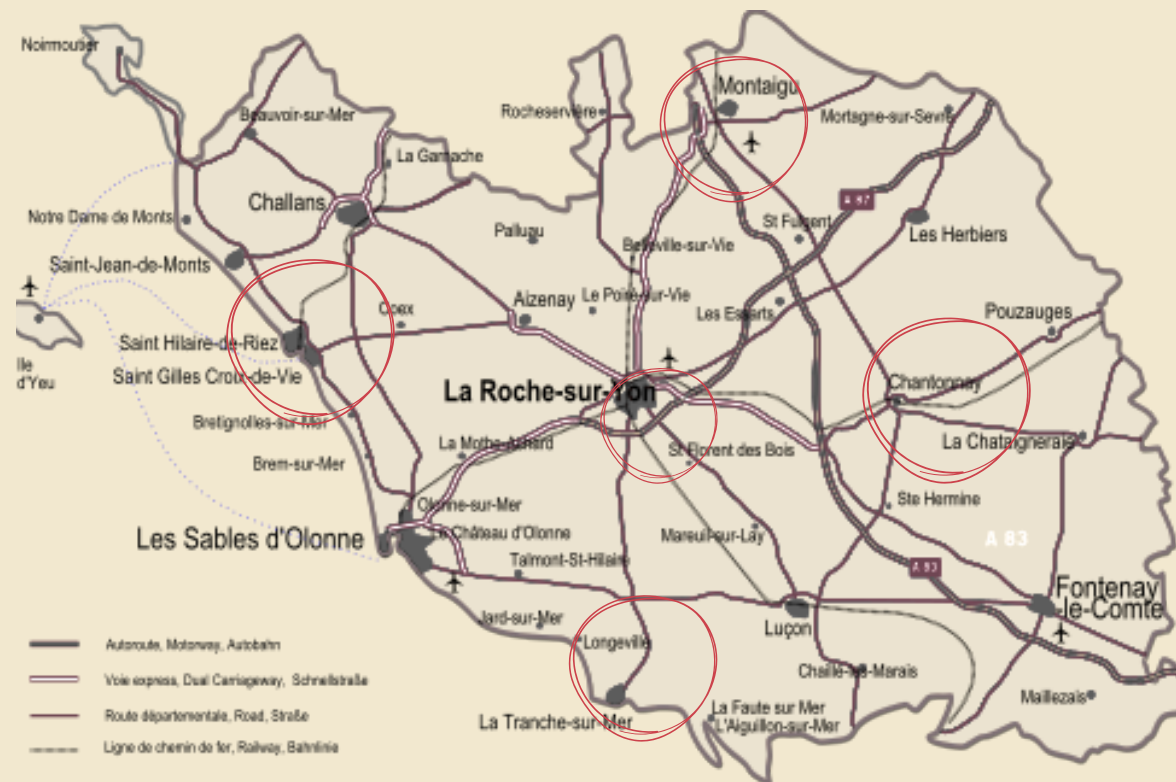 Noirmoutier
Beauvoir-sur-Mer
La Garnache
Challans
Notre Dame de Monts
Saint-Jean-de-Monts
Ile
d'Yeu
Saint Hilaire-de-Riez
Saint Gilles Croix-de-Vie
Coex
Bretignolles-sur-Mer
Brem-sur-Mer
Palluau
Aizenay
Le Poiré-sur-Vie
Rocheservière
Belleville-sur-Vie
Montaigu
Mortagne-sur-Sevre
St Fulgent
A 87
Les Herbiers
Les Essarts
Pouzauges
Chantonnay
La Chataigneraie
La Roche-sur-Yon
St Florent des Bois
La Mothe-Achard
Olonne-sur-Mer
Le Château d'Olonne
Les Sables d'Olonne
Talmont-St-Hilaire
Mareuil-sur-Lay
Ste Hermine
A 83
A 83
Fontenay
-le-Comte
Jard-sur-Mer
Longeville
Luçon
Chaille-les-Marais
Maillezais
La Tranche-sur-Mer
La Faute sur Mer
L'Aiguillon-sur-Mer
Autoroute, Motorway, Autobahn
Voie express, Dual Carriageway, Schnellstraße
Route départementale, Road, Straße
Ligne de chemin de fer, Railway, Bahnlinie